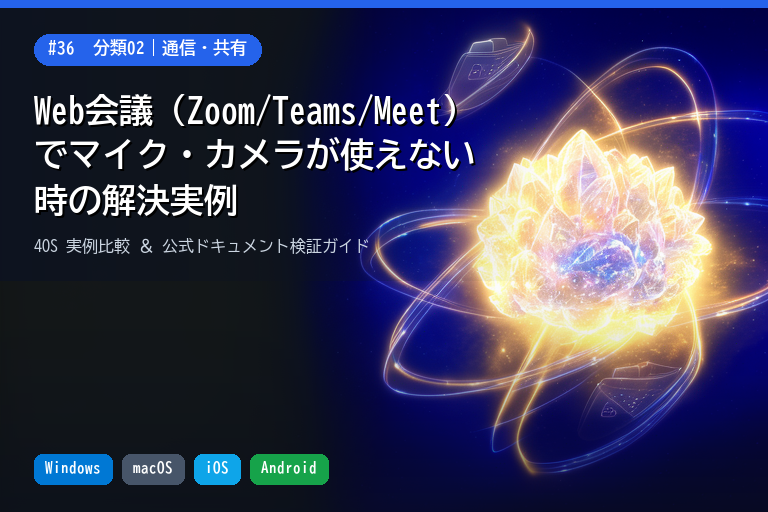 #36 分類02｜通信・共有
Web会議（Zoom/Teams/Meet）
でマイク・カメラが使えない
時の解決実例
4OS 実例比較 ＆ 公式ドキュメント検証ガイド
Windows macOS iOS Android